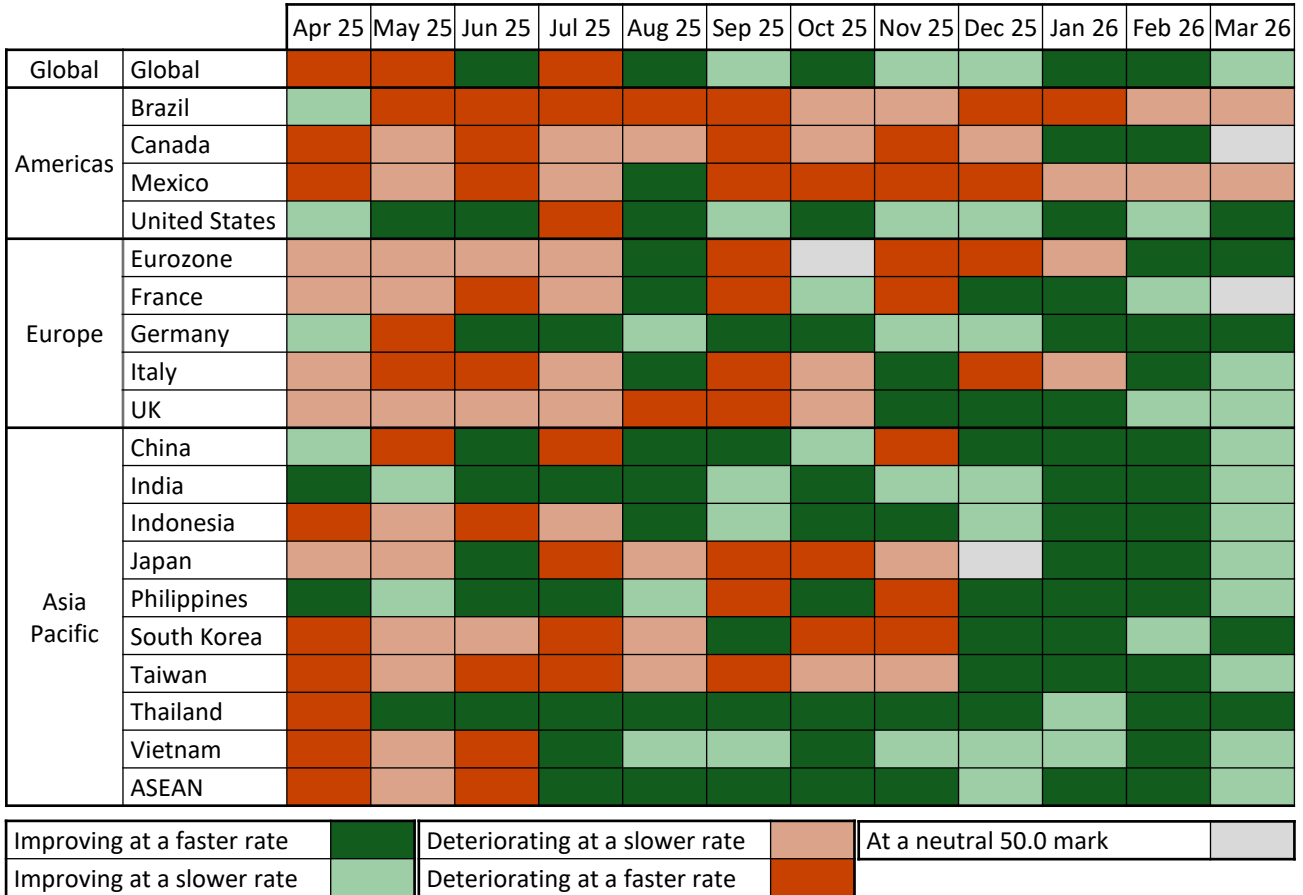 Apr 25 May 25 Jun 25 Jul 25 Aug 25 Sep 25 Oct 25 Nov 25 Dec 25 Jan 26 Feb 26 Mar 26
Global Global
Americas
Brazil
Canada
Mexico
United States
Europe
Eurozone
France
Germany
Italy
UK
Asia
Pacific
China
India
Indonesia
Japan
Philippines
South Korea
Taiwan
Thailand
Vietnam
ASEAN
Improving at a faster rate Deteriorating at a slower rate At a neutral 50.0 mark
Improving at a slower rate Deteriorating at a faster rate